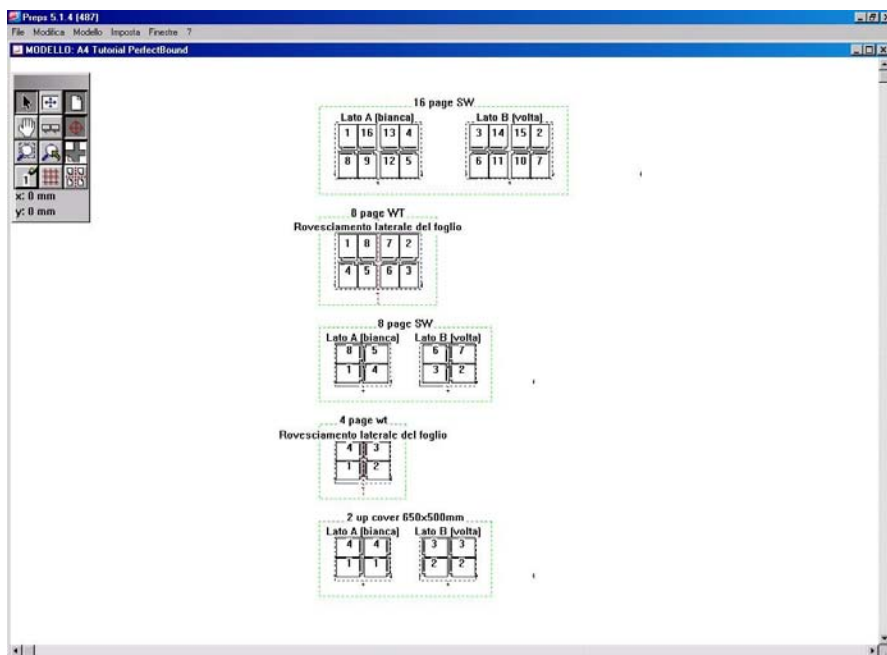 Preps 5.1.4 (487)
File Modifica Modello Imposta Finestre ?
MODELLO: A4 Tutorial PerfectBound
x: 0 mm
y: 0 mm
16 page SW
Lato A (bianca) Lato B (volta)
1 16 13 4 3 14 15 2
8 9 12 5 6 11 10 7
8 page WT
Rovesciamento laterale del foglio
1 8 7 2
4 5 6 3
8 page SW
Lato A (bianca) Lato B (volta)
8 5 6 7
1 4 3 2
4 page wt
Rovesciamento laterale del foglio
4 3
1 2
2 up cover 650x500mm
Lato A (bianca) Lato B (volta)
4 4 3 3
1 1 2 2